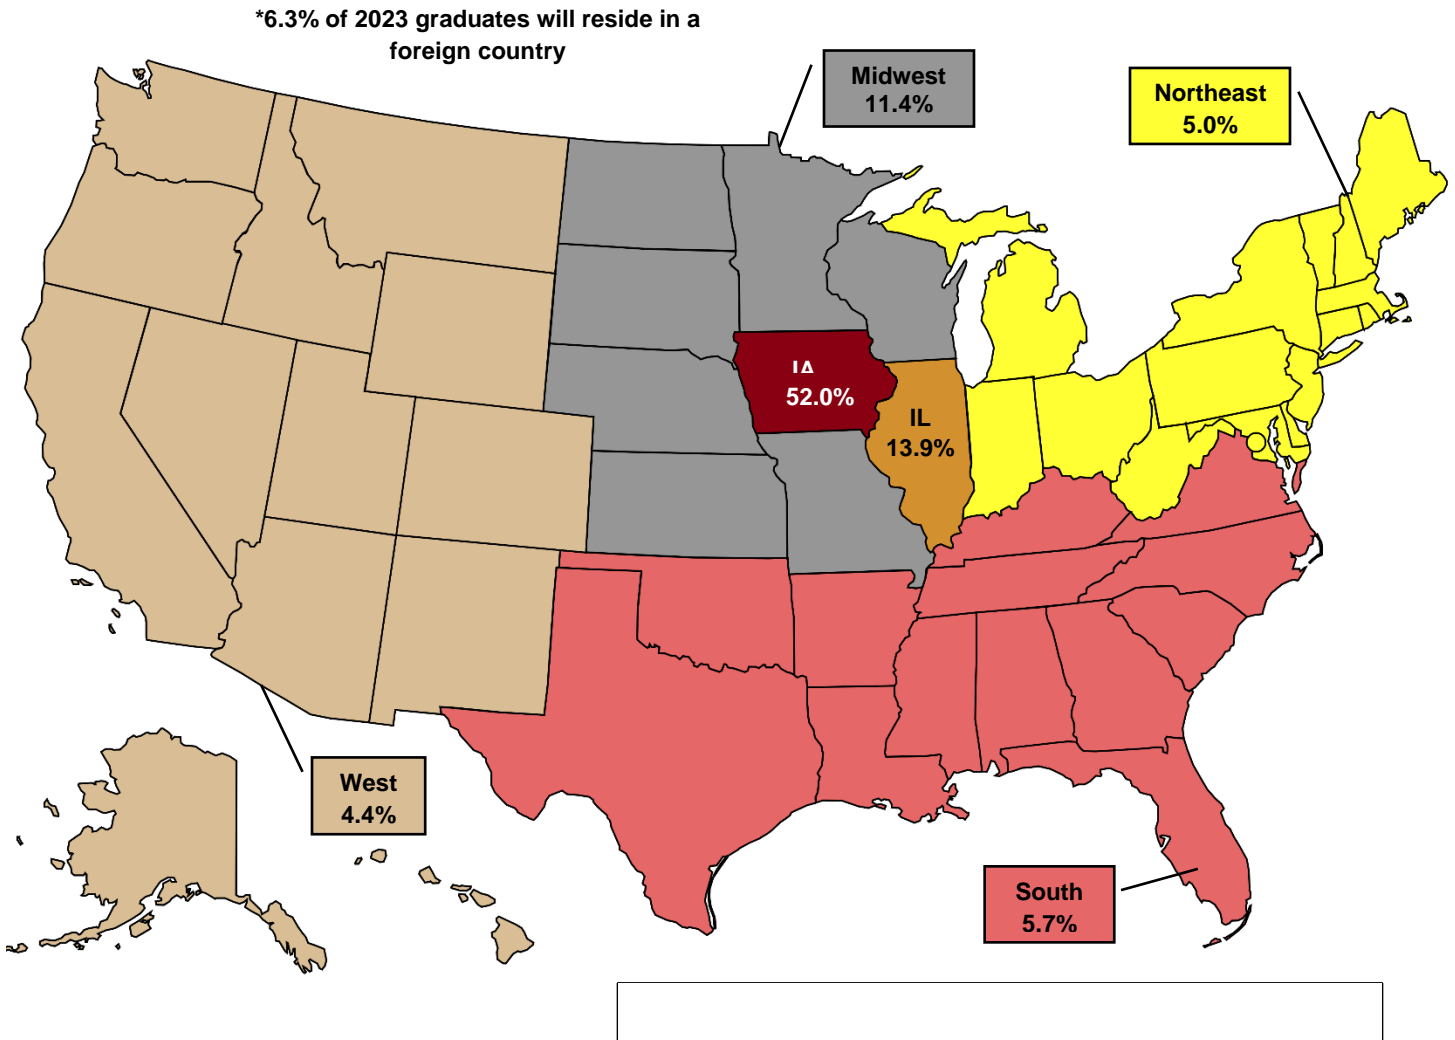 *6.3% of 2023 graduates will reside in a
foreign country
Midwest
11.4%
Northeast
5.0%
IA
52.0%
IL
13.9%
West
4.4%
South
5.7%